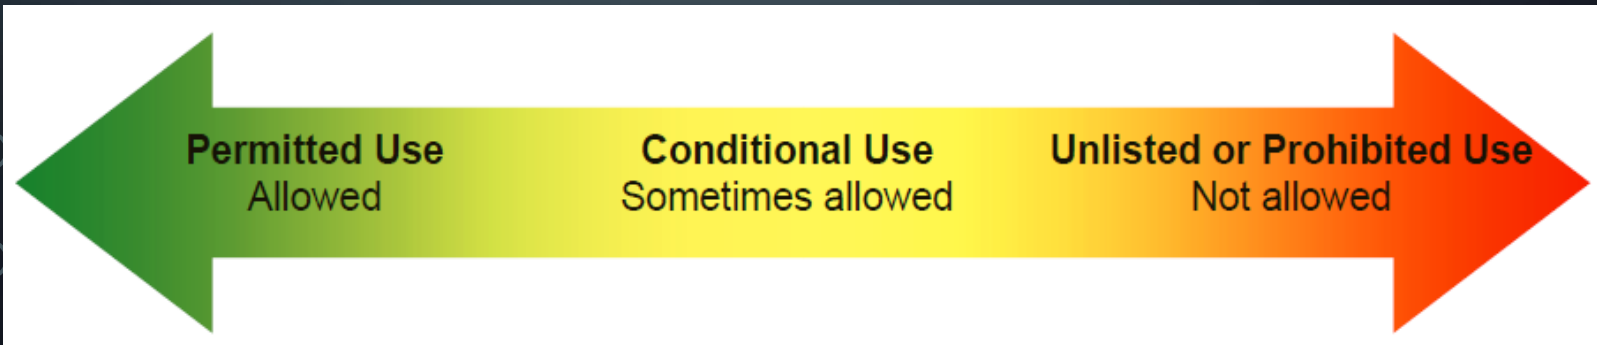 Permitted Use
Allowed
Conditional Use
Sometimes allowed
Unlisted or Prohibited Use
Not allowed